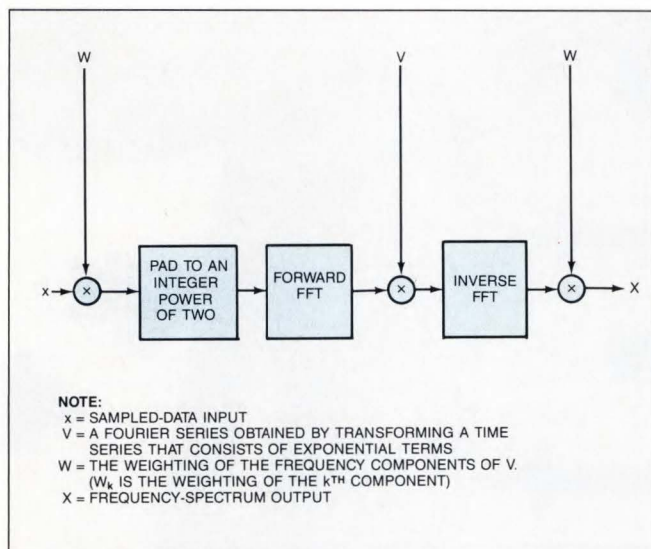 W
V
W
x
×
PAD TO AN
INTEGER
POWER
OF TWO
FORWARD
FFT
×
INVERSE
FFT
×
X
NOTE:
x = SAMPLED-DATA INPUT
V = A FOURIER SERIES OBTAINED BY TRANSFORMING A TIME
SERIES THAT CONSISTS OF EXPONENTIAL TERMS
W = THE WEIGHTING OF THE FREQUENCY COMPONENTS OF V.
(Wₖ IS THE WEIGHTING OF THE kᵀᴴ COMPONENT)
X = FREQUENCY-SPECTRUM OUTPUT